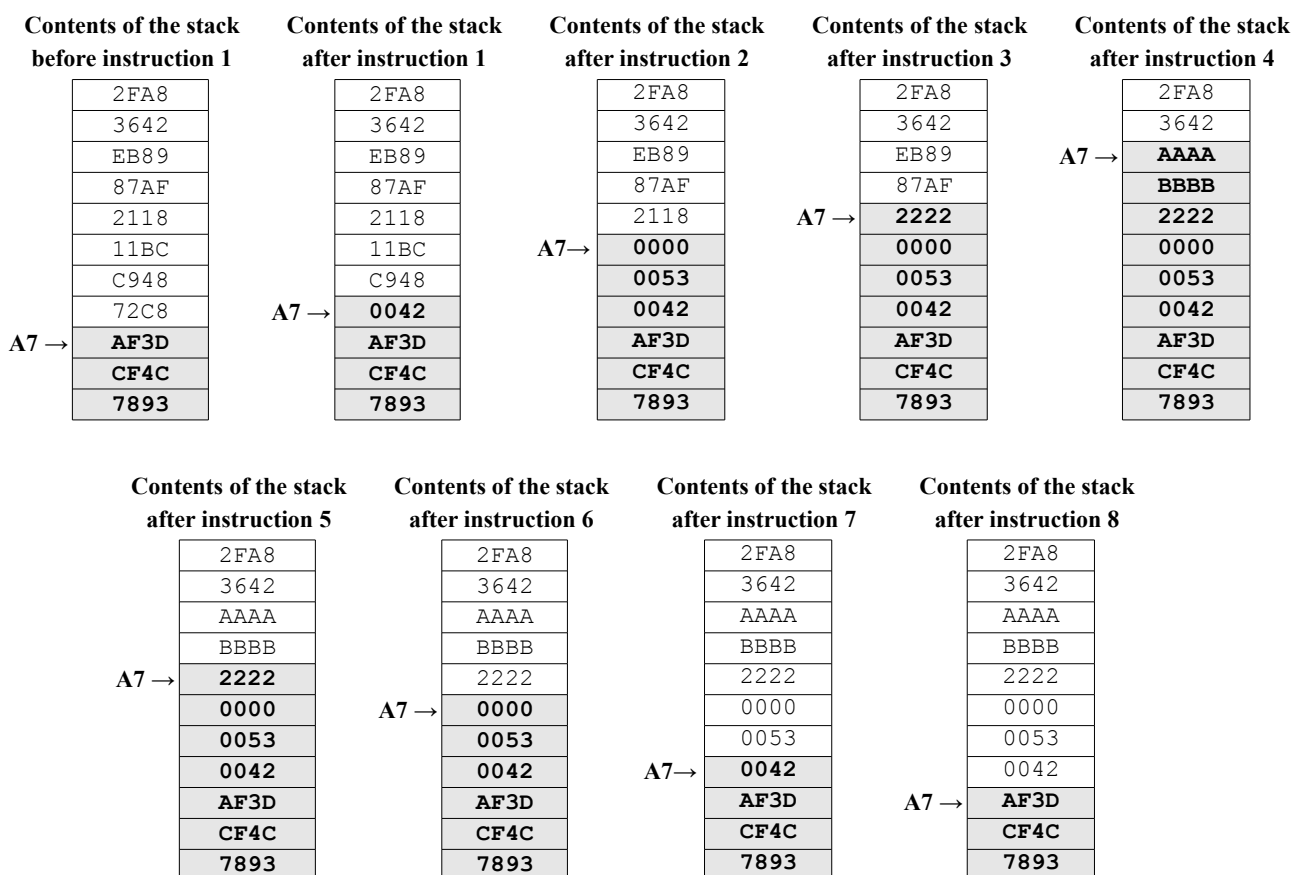 Contents of the stack before instruction 1
2FA8
3642
EB89
87AF
2118
11BC
C948
72C8
A7 → AF3D
CF4C
7893
Contents of the stack after instruction 1
2FA8
3642
EB89
87AF
2118
11BC
C948
A7 → 0042
AF3D
CF4C
7893
Contents of the stack after instruction 2
2FA8
3642
EB89
87AF
2118
A7→ 0000
0053
0042
AF3D
CF4C
7893
Contents of the stack after instruction 3
2FA8
3642
EB89
87AF
A7 → 2222
0000
0053
0042
AF3D
CF4C
7893
Contents of the stack after instruction 4
2FA8
3642
A7 → AAAA
BBBB
2222
0000
0053
0042
AF3D
CF4C
7893
Contents of the stack after instruction 5
2FA8
3642
AAAA
BBBB
A7 → 2222
0000
0053
0042
AF3D
CF4C
7893
Contents of the stack after instruction 6
2FA8
3642
AAAA
BBBB
2222
A7 → 0000
0053
0042
AF3D
CF4C
7893
Contents of the stack after instruction 7
2FA8
3642
AAAA
BBBB
2222
0000
0053
A7→ 0042
AF3D
CF4C
7893
Contents of the stack after instruction 8
2FA8
3642
AAAA
BBBB
2222
0000
0053
0042
A7 → AF3D
CF4C
7893